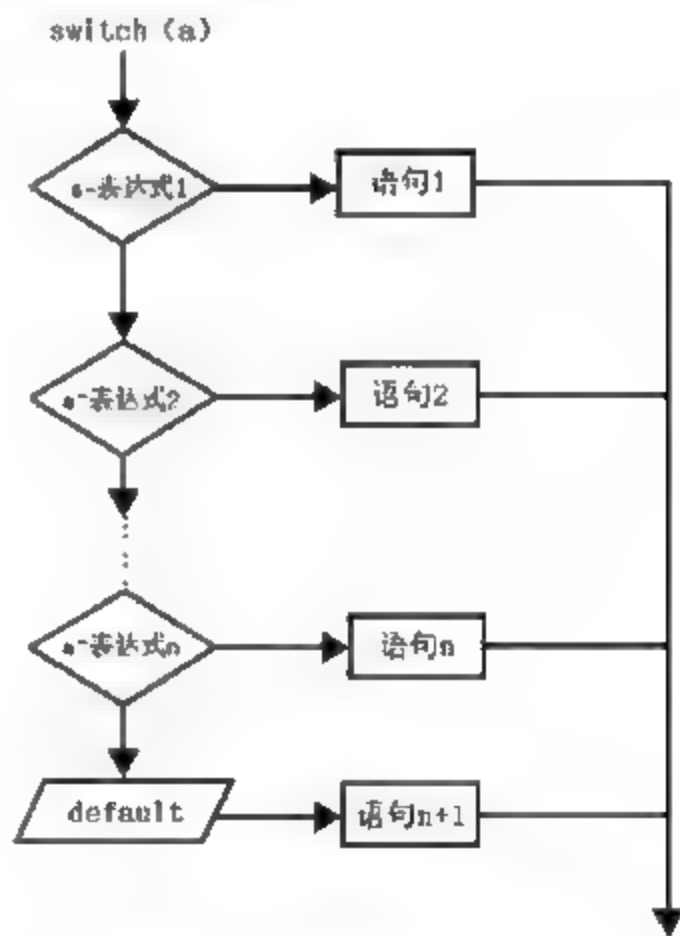 switch (a)
a=表达式1
语句1
a=表达式2
语句2
a=表达式n
语句n
default
语句n+1